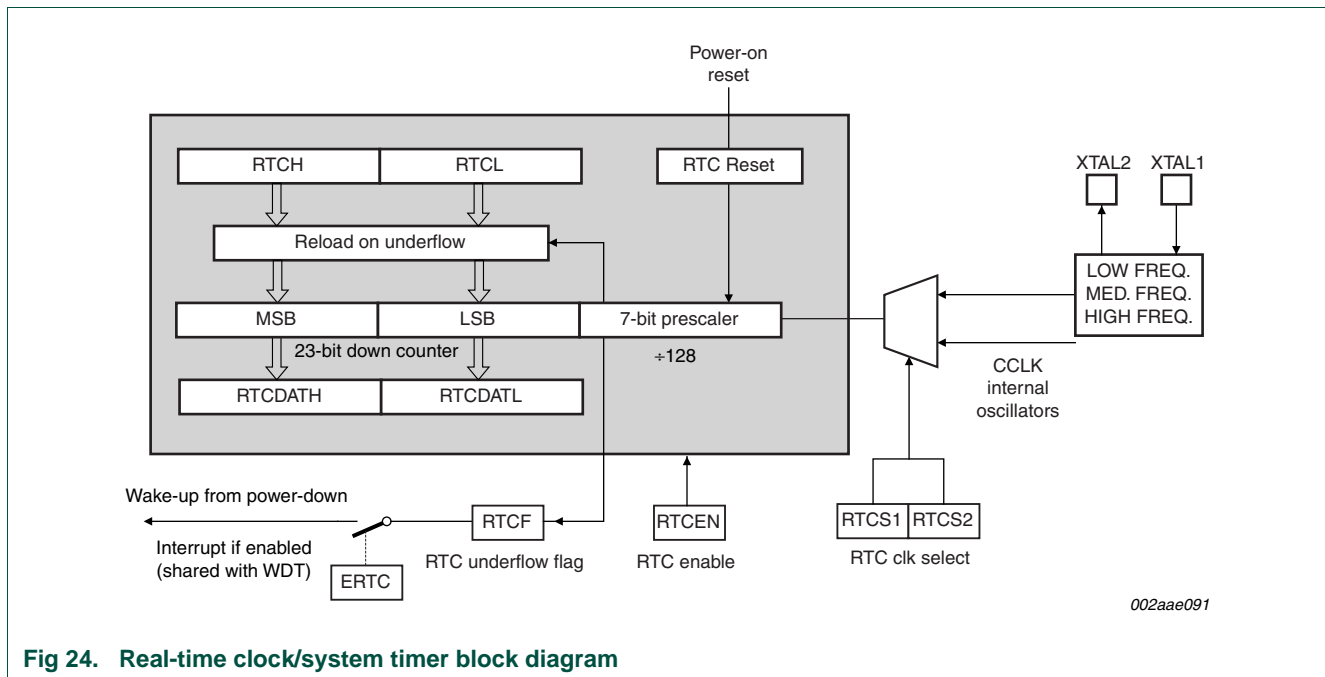 Power-on
reset
RTCH
RTCL
RTC Reset
XTAL2
XTAL1
Reload on underflow
LOW FREQ.
MED. FREQ.
HIGH FREQ.
MSB
LSB
7-bit prescaler
23-bit down counter
÷128
CCLK
internal
oscillators
RTCDATH
RTCDATL
Wake-up from power-down
RTCF
RTCEN
RTCS1
RTCS2
Interrupt if enabled
(shared with WDT)
RTC underflow flag
RTC enable
RTC clk select
ERTC
002aae091
Fig 24. Real-time clock/system timer block diagram